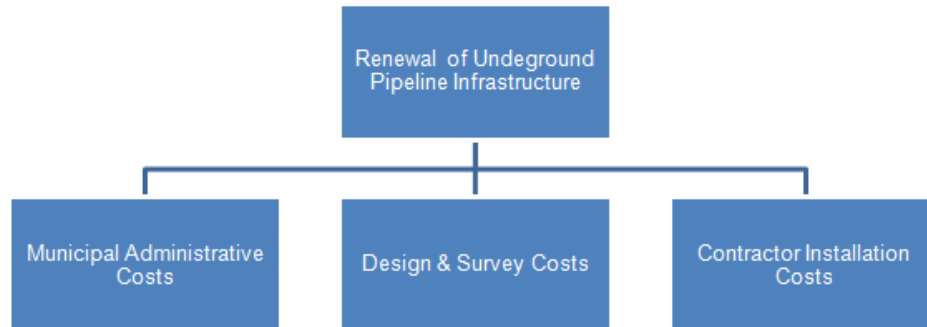 Renewal of Undeground
Pipeline Infrastructure
Municipal Administrative
Costs
Design & Survey Costs
Contractor Installation
Costs